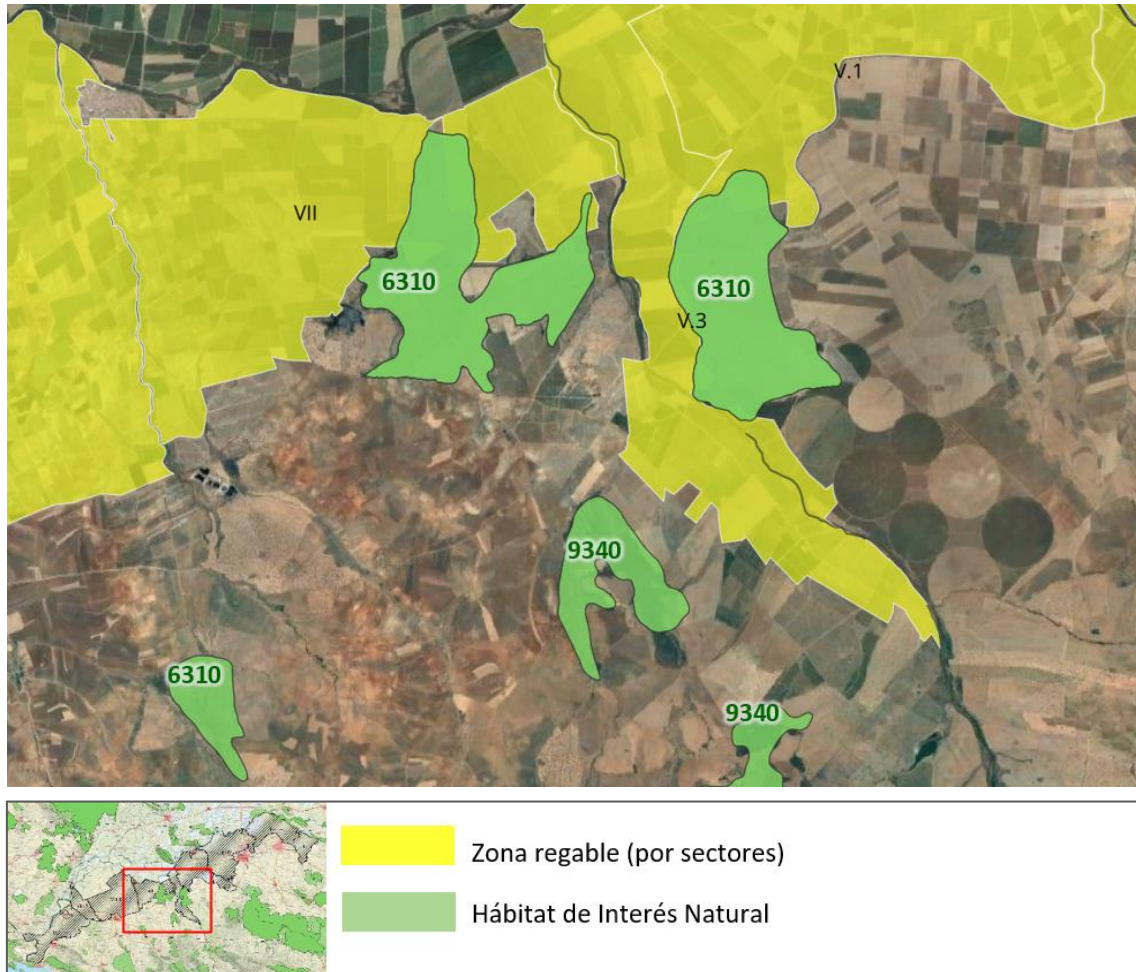 V.1
VII
6310
6310
V.3
9340
6310
9340
Zona regable (por sectores)
Hábitat de Interés Natural